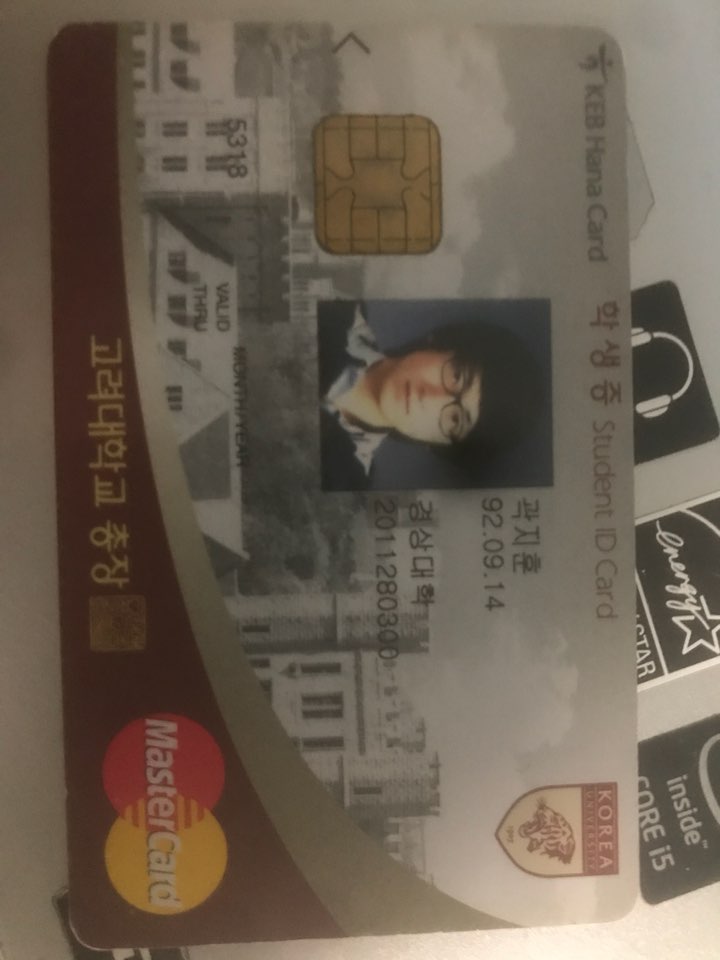 KEB Hana Card 학생증 Student ID Card
곽지훈
92.09.14
경상대학
2011280300
5318
VALID
THRU
MONTH/YEAR
고려대학교 총장
MasterCard
KOREA
UNIVERSITY
1905
energy
STAR
inside™
CORE i5